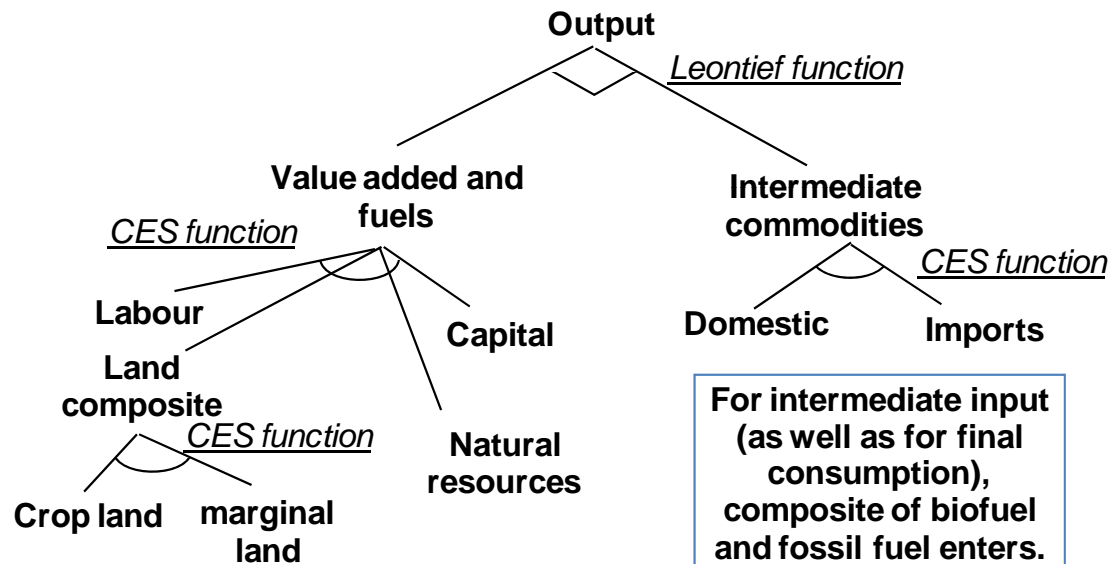 Output
Leontief function
Value added and
fuels
Intermediate
commodities
CES function
CES function
Labour
Capital
Domestic
Imports
Land
composite
CES function
Natural
resources
Crop land
marginal
land
For intermediate input
(as well as for final
consumption),
composite of biofuel
and fossil fuel enters.